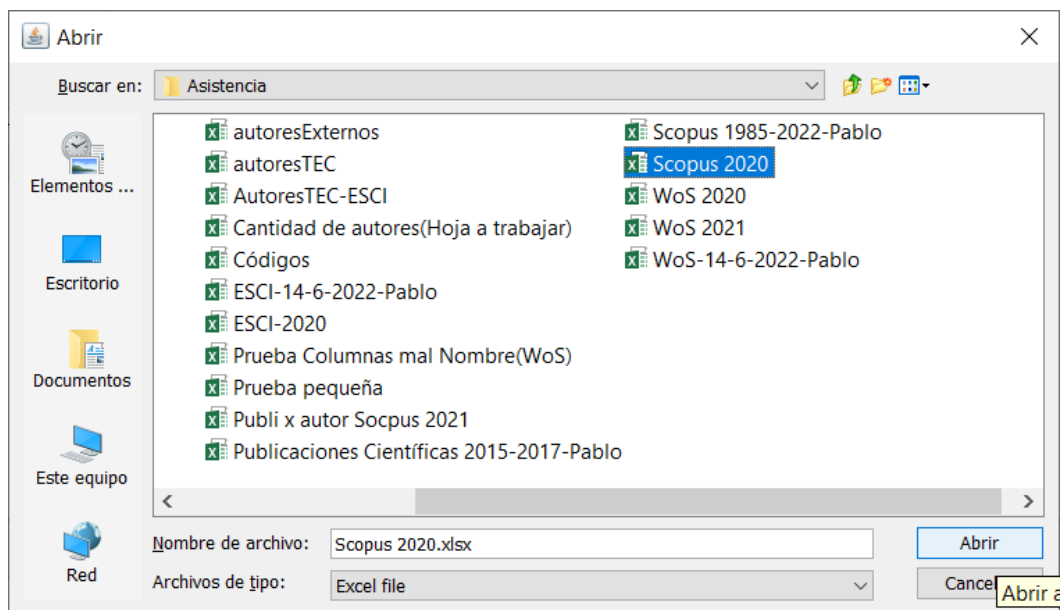 Abrir
Buscar en: Asistencia
Elementos ...
Escritorio
Documentos
Este equipo
Red
autoresExternos
autoresTEC
AutoresTEC-ESCI
Cantidad de autores(Hoja a trabajar)
Códigos
ESCI-14-6-2022-Pablo
ESCI-2020
Prueba Columnas mal Nombre(WoS)
Prueba pequeña
Publi x autor Socpus 2021
Publicaciones Científicas 2015-2017-Pablo
Scopus 1985-2022-Pablo
Scopus 2020
WoS 2020
WoS 2021
WoS-14-6-2022-Pablo
Nombre de archivo: Scopus 2020.xlsx
Abrir
Archivos de tipo: Excel file
Cancel
Abrir a